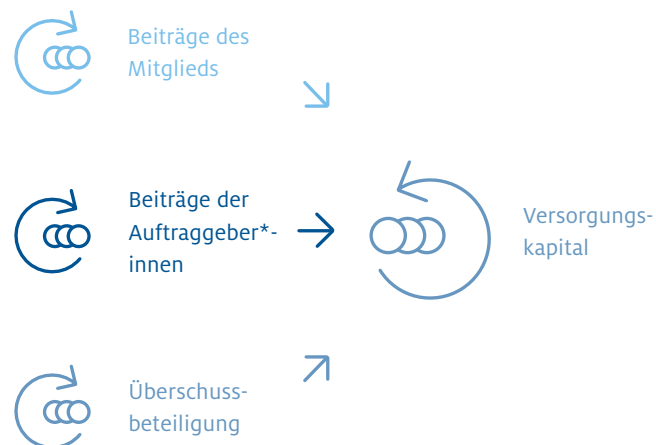 Beiträge des
Mitglieds
Beiträge der
Auftraggeber*-
innen
Versorgungs-
kapital
Überschuss-
beteiligung